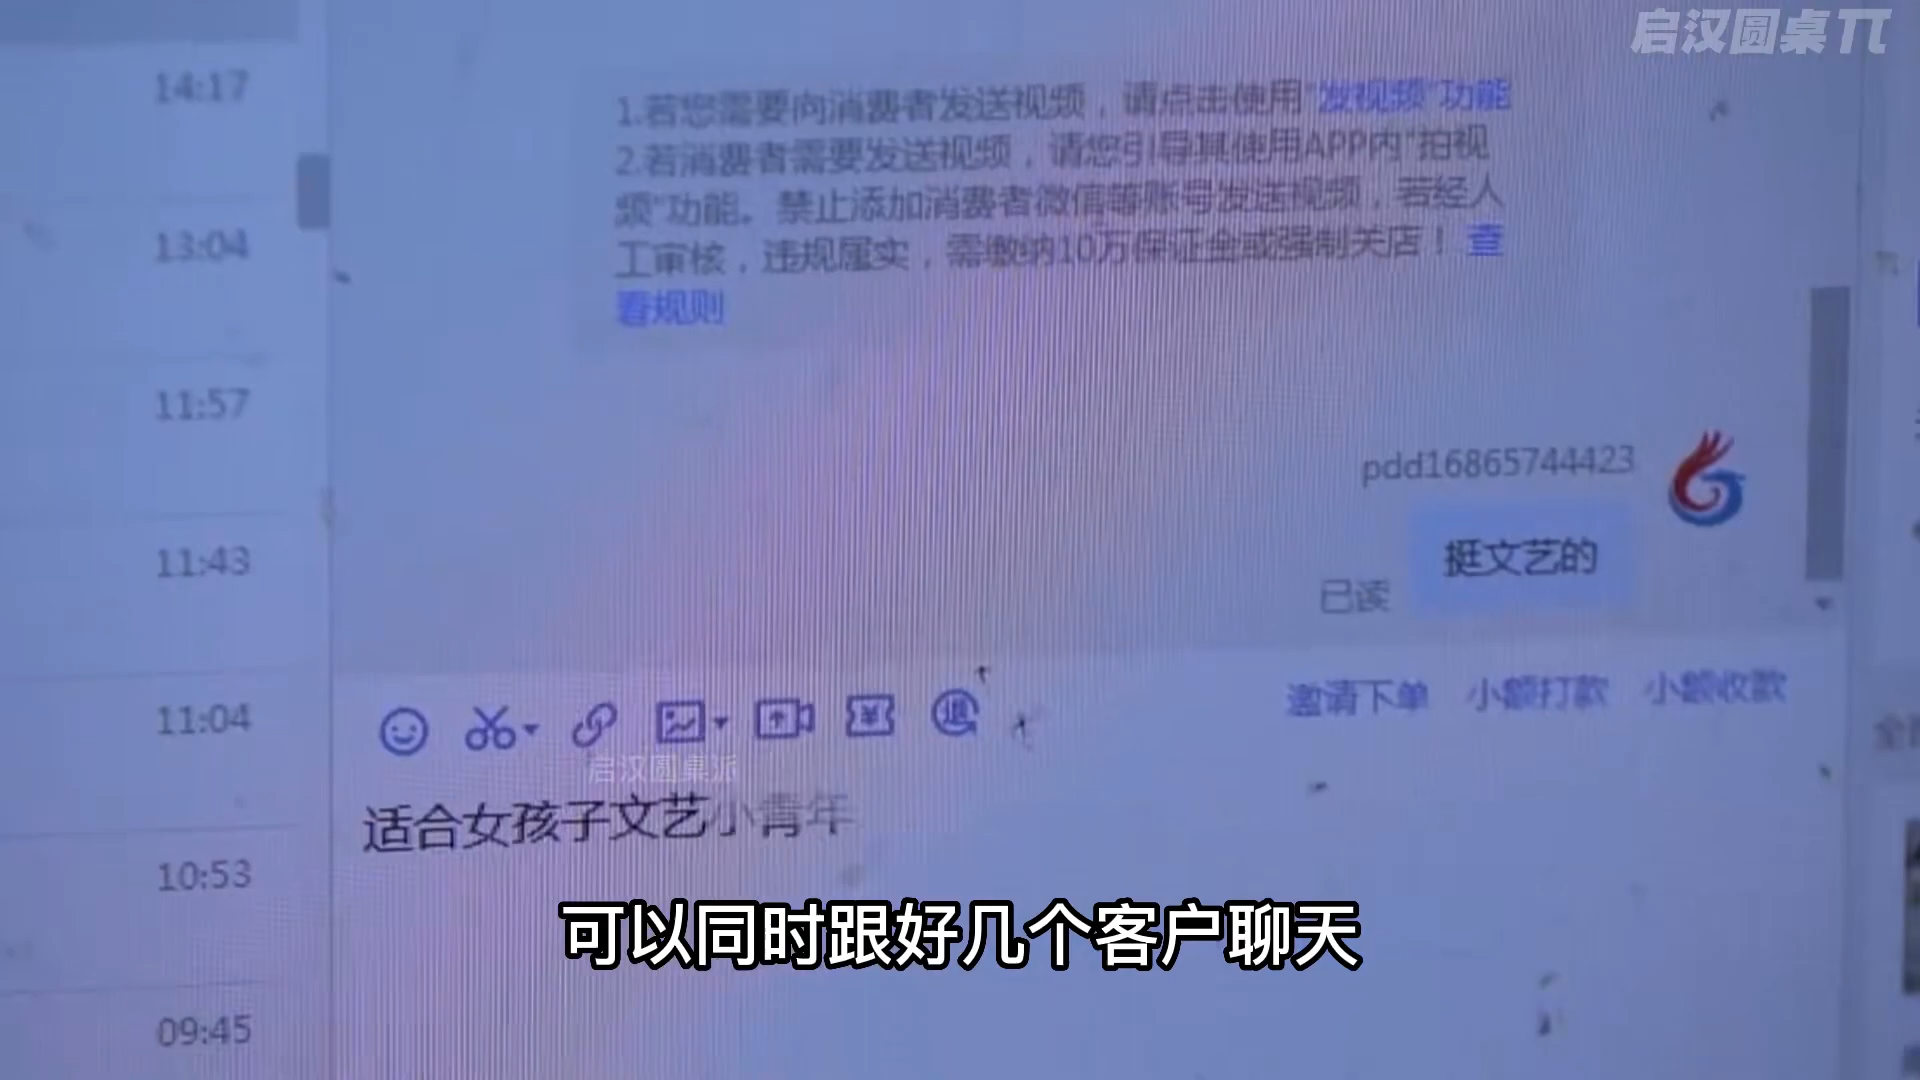 启汉圆桌π
14:17
13:04
11:57
11:43
11:04
10:53
09:45
1.若您需要向消费者发送视频，请点击使用"发视频"功能
2.若消费者需要发送视频，请您引导其使用APP内"拍视
频"功能。禁止添加消费者微信等账号发送视频，若经人
工审核，违规属实，需缴纳10万保证金或强制关店！查
看规则
pdd16865744423
挺文艺的
已读
邀请下单 小额打款 小额收款
启汉圆桌派
适合女孩子文艺小青年
可以同时跟好几个客户聊天